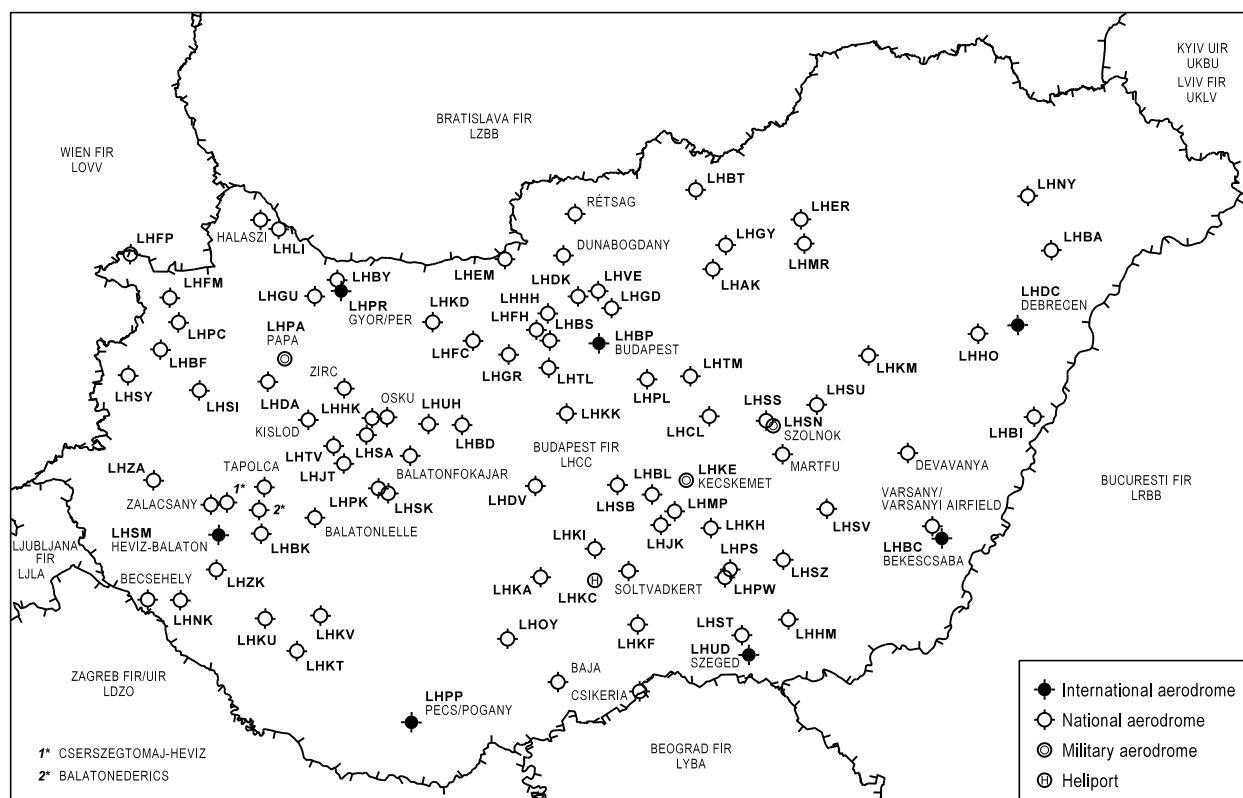 KYIV UIR
UKBU
LVIV FIR
UKLV
BRATISLAVA FIR
LZBB
WIEN FIR
LOVV
LHBT
LHNY
RÉTSAG
LHER
HALASZI
LHLI
LHFP
DUNABOGDANY
LHGY
LHMR
LHBA
LHEM
LHAK
LHBY
LHDK
LHVE
LHFM
LHGU
LHPR
GYOR/PER
LHKD
LHHH
LHGD
LHDC
DEBRECEN
LHPC
LHFH
LHBS
LHPA
PAPA
LHBP
BUDAPEST
LHBF
LHFC
LHHO
ZIRC
LHGR
LHTL
LHTM
LHKM
LHSY
LHSI
LHDA
LHHK
OSKU
LHPL
LHUH
LHKK
LHSS
LHSU
KISLOD
LHCL
LHSN
SZOLNOK
LHBI
LHBD
BUDAPEST FIR
LHCC
LHTV
LHSA
MARTFU
LHZA
TAPOLCA
LHJT
BALATONFOKAJAR
LHBL
LHKE
KECSKEMET
DEVAVANYA
BUCURESTI FIR
LRBB
1*
ZALACSANY
LHPK
LHDV
LHSB
LHMP
VARSANY/
VARSANYI AIRFIELD
2*
LHSK
LHSV
LHSM
HEVIZ-BALATON
BALATONLELLE
LHJK
LHKH
LJUBLJANA
FIR
LJLA
LHBK
LHKI
LHBC
BEKESCSABA
LHPS
LHSZ
BECSEHELY
LHZK
LHKA
LHKC
H
SOLTVADKERT
LHPW
LHNK
LHKU
LHKV
LHOY
LHKF
LHST
LHHM
LHKT
LHUD
SZEGED
ZAGREB FIR/UIR
LDZO
LHPP
PECS/POGANY
BAJA
CSIKERIA
BEOGRAD FIR
LYBA
1* CSERSZEGTOMAJ-HEVIZ
2* BALATONEDERICS
International aerodrome
National aerodrome
Military aerodrome
H Heliport